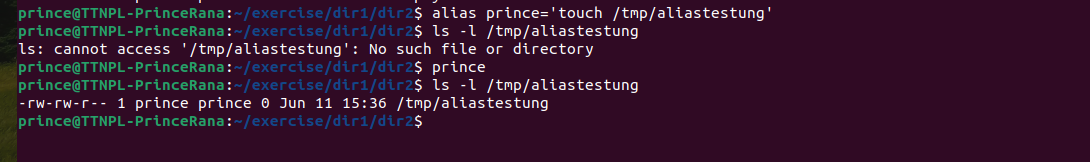 prince@TTNPL-PrinceRana:~/exercise/dir1/dir2$ alias prince='touch /tmp/aliastestung'
prince@TTNPL-PrinceRana:~/exercise/dir1/dir2$ ls -l /tmp/aliastestung
ls: cannot access '/tmp/aliastestung': No such file or directory
prince@TTNPL-PrinceRana:~/exercise/dir1/dir2$ prince
prince@TTNPL-PrinceRana:~/exercise/dir1/dir2$ ls -l /tmp/aliastestung
-rw-rw-r-- 1 prince prince 0 Jun 11 15:36 /tmp/aliastestung
prince@TTNPL-PrinceRana:~/exercise/dir1/dir2$